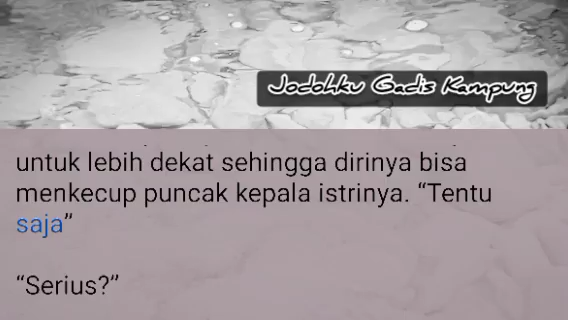 Jodohku Gadis Kampung
untuk lebih dekat sehingga dirinya bisa
menkecup puncak kepala istrinya. “Tentu
saja”
“Serius?”